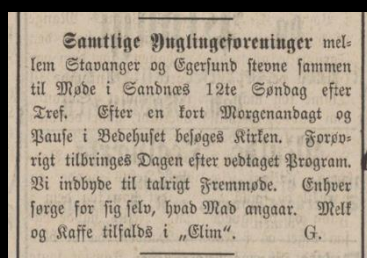 Samtlige Ynglingeforeninger mel-
lem Stavanger og Egersund stevne sammen
til Møde i Sandnæs 12te Søndag efter
Tref. Efter en kort Morgenandagt og
Pause i Bedehuset besøges Kirken. Forøv-
rigt tilbringes Dagen efter vedtaget Program.
Vi indbyde til talrigt Fremmøde. Enhver
sørge for sig selv, hvad Mad angaar. Melk
og Kaffe tilfalds i „Elim“. G.